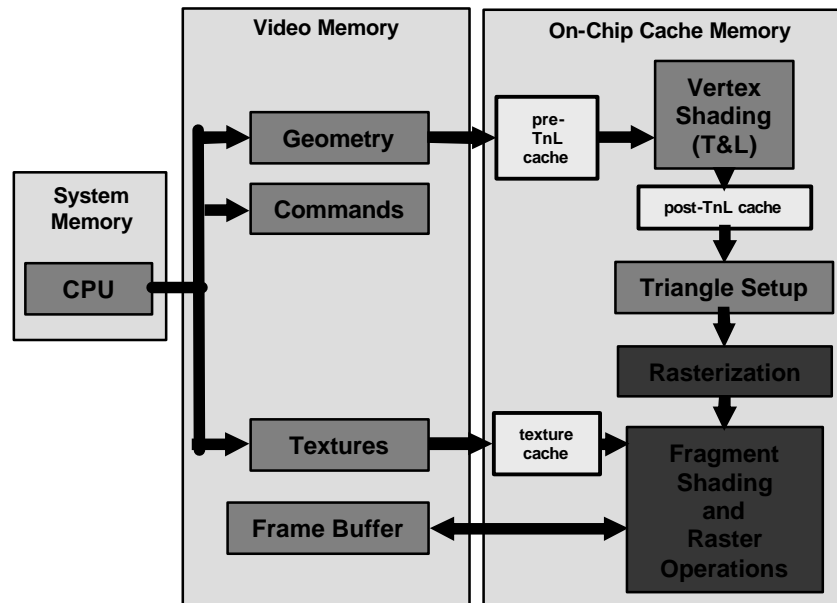 Video Memory
On-Chip Cache Memory
System
Memory
CPU
Geometry
Commands
Textures
Frame Buffer
pre-
TnL
cache
Vertex
Shading
(T&L)
post-TnL cache
Triangle Setup
Rasterization
texture
cache
Fragment
Shading
and
Raster
Operations